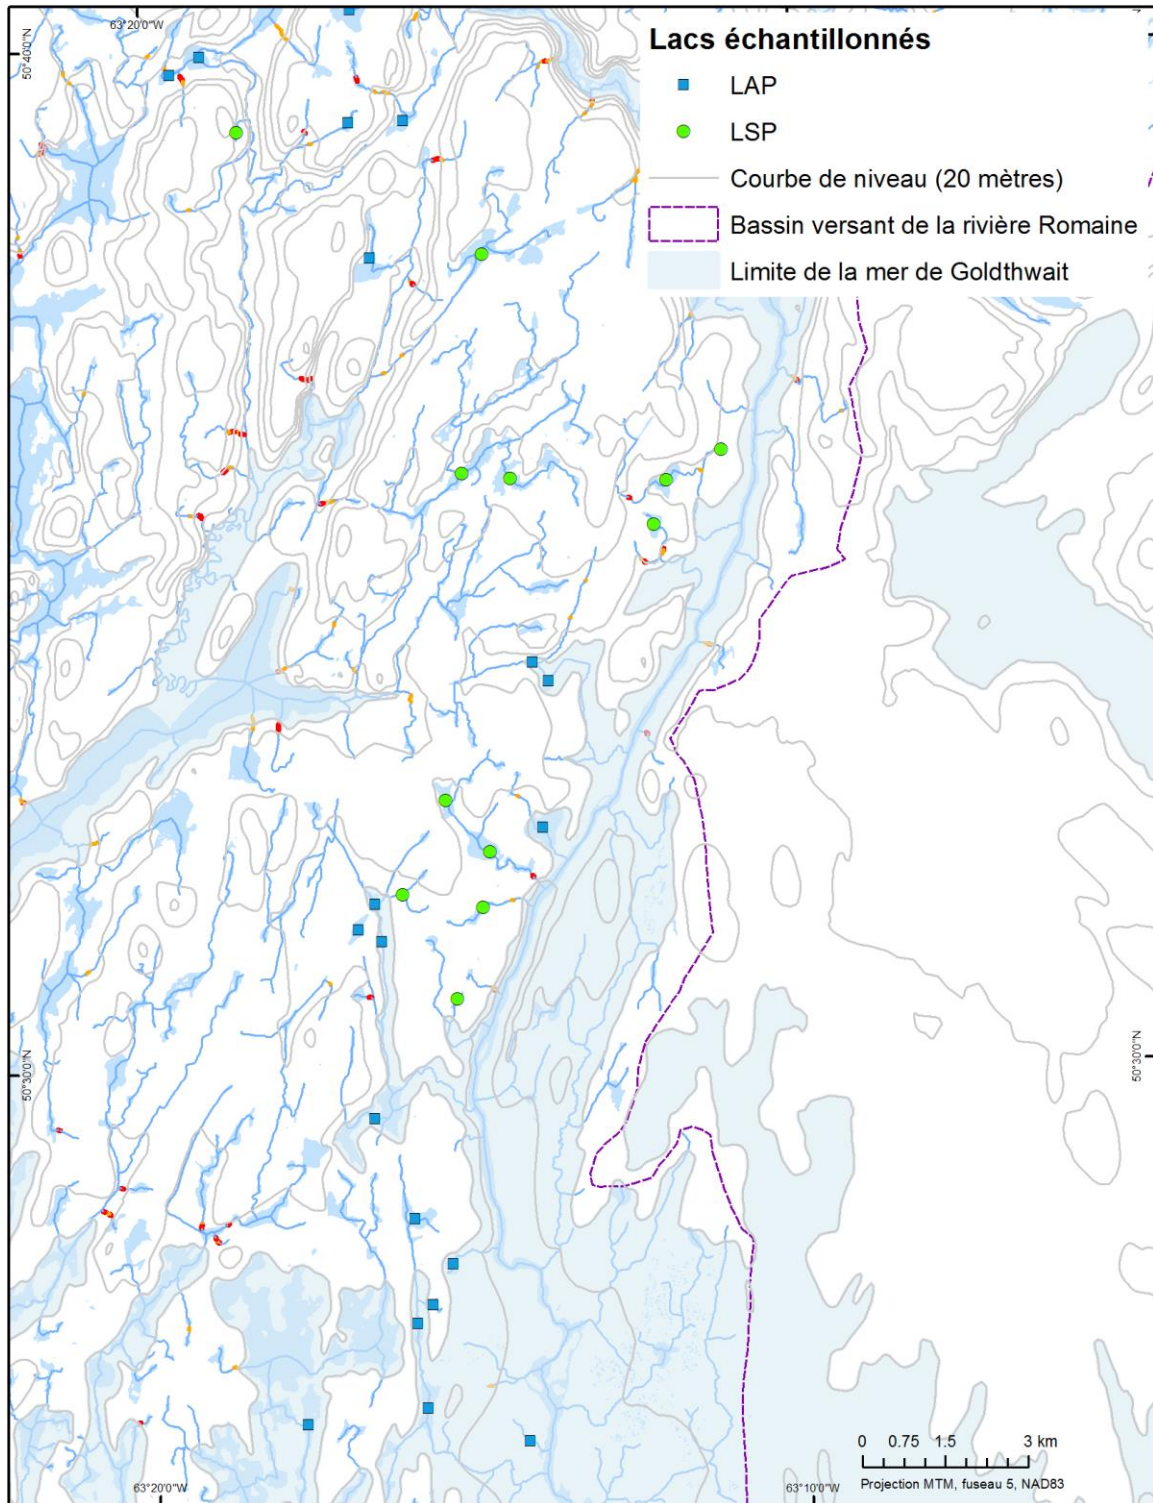 63°20'0"W
50°40'0"N
Lacs échantillonnés
LAP
LSP
Courbe de niveau (20 mètres)
Bassin versant de la rivière Romaine
Limite de la mer de Goldthwait
50°30'0"N
50°30'0"N
0 0.75 1.5 3 km
Projection MTM, fuseau 5, NAD83
63°20'0"W
63°10'0"W